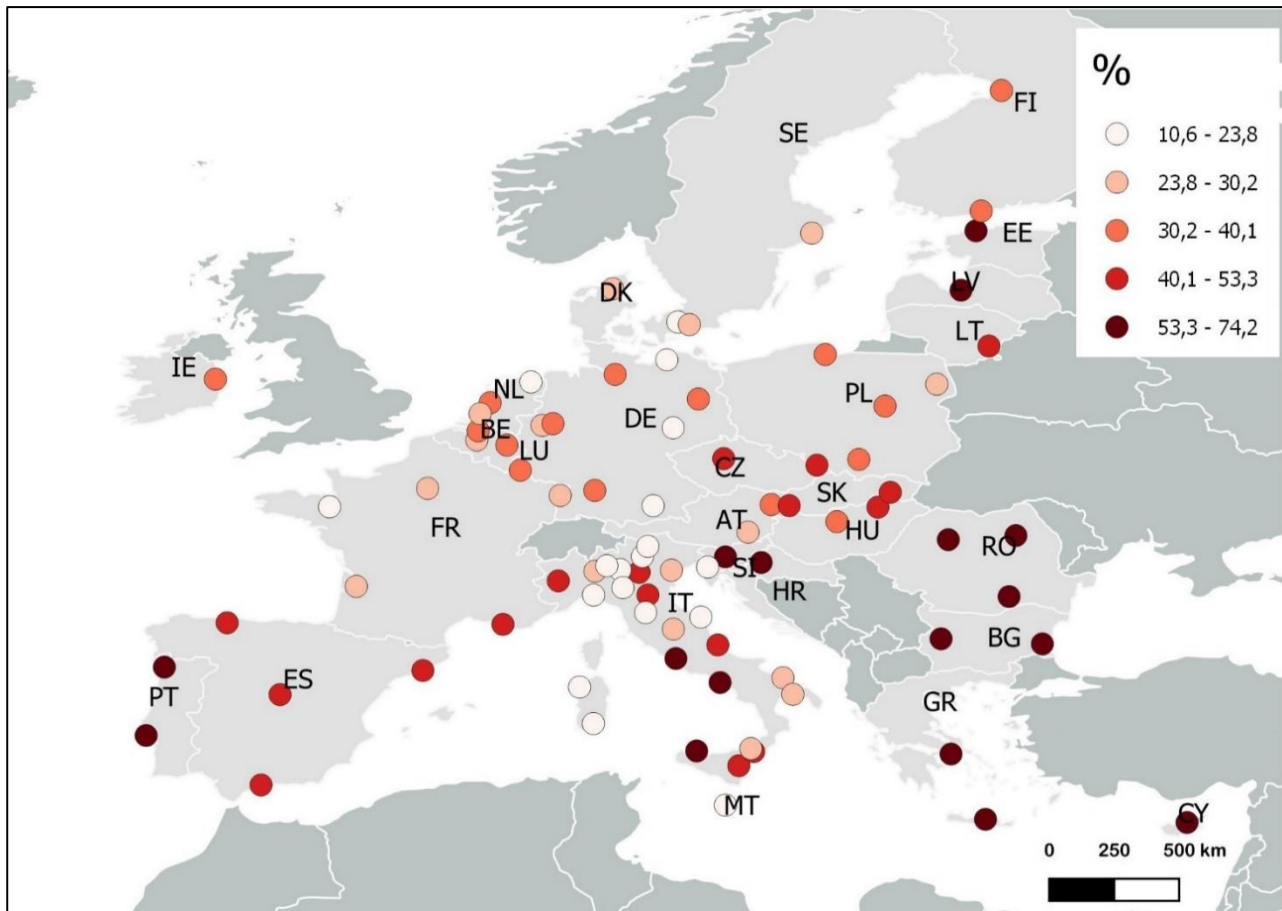 %
10,6 - 23,8
23,8 - 30,2
30,2 - 40,1
40,1 - 53,3
53,3 - 74,2
FI
SE
EE
LV
DK
LT
IE
NL
PL
DE
BE
LU
CZ
SK
FR
AT
HU
RO
SI
HR
IT
BG
ES
PT
GR
MT
CY
0 250 500 km